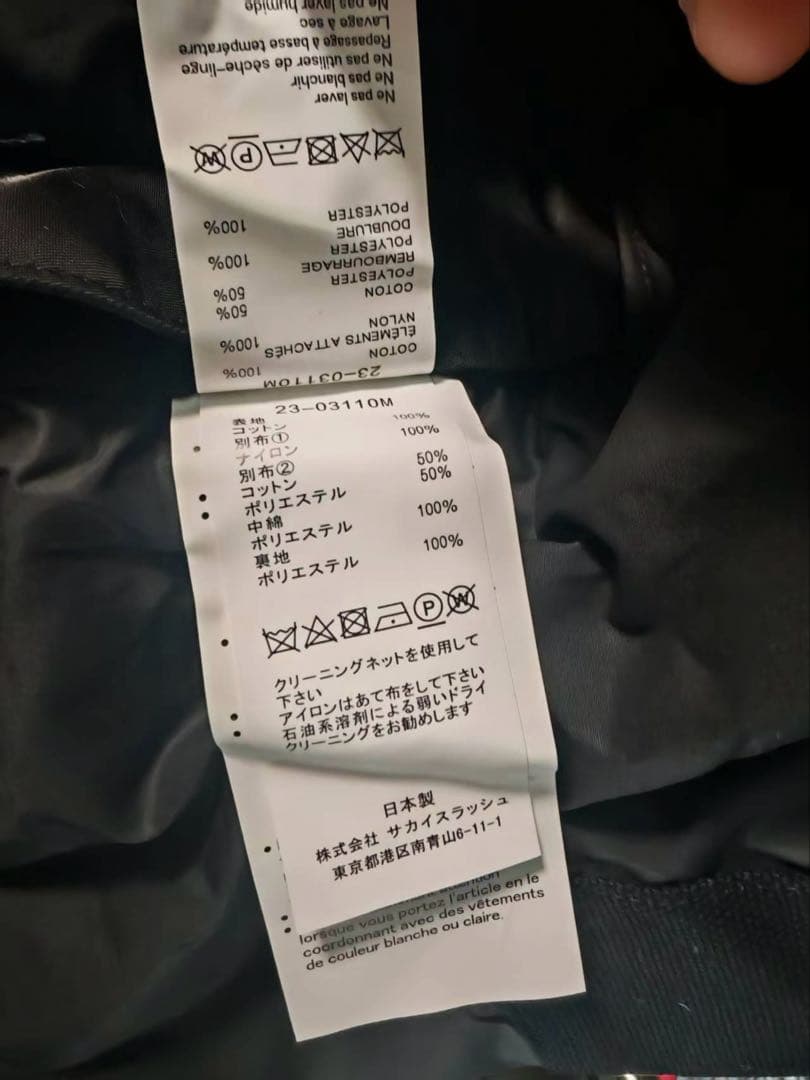 23-03110M
COTON 100%
ÉLÉMENTS ATTACHÉS
NYLON 100%
COTON 50%
POLYESTER 50%
REMBOURRAGE
POLYESTER 100%
DOUBLURE
POLYESTER 100%
W P
Ne pas laver
Ne pas blanchir
Ne pas utiliser de sèche-linge
Repassage à basse température
Lavage à sec
Ne pas laver humide
23-03110M
表地
コットン 100%
別布①
ナイロン 100%
別布②
コットン 50%
ポリエステル 50%
中綿
ポリエステル 100%
裏地
ポリエステル 100%
P W
クリーニングネットを使用して
下さい
アイロンはあて布をして下さい
石油系溶剤による弱いドライ
クリーニングをお勧めします
日本製
株式会社 サカイスラッシュ
東京都港区南青山6-11-1
attention
lorsque vous portez l'article en le
coordonnant avec des vêtements
de couleur blanche ou claire.